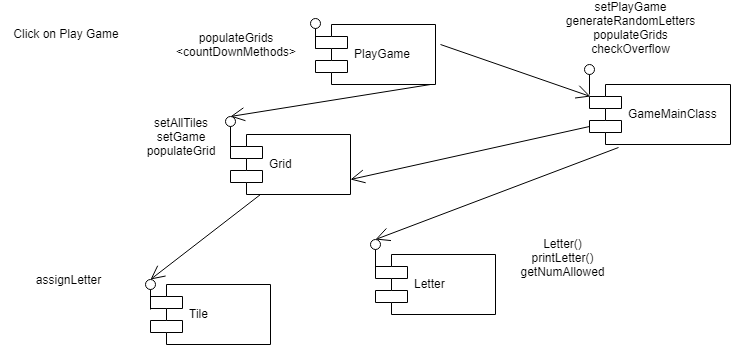 Click on Play Game
populateGrids
<countDownMethods>
PlayGame
setPlayGame
generateRandomLetters
populateGrids
checkOverflow
GameMainClass
setAllTiles
setGame
populateGrid
Grid
Letter()
printLetter()
getNumAllowed
Letter
assignLetter
Tile